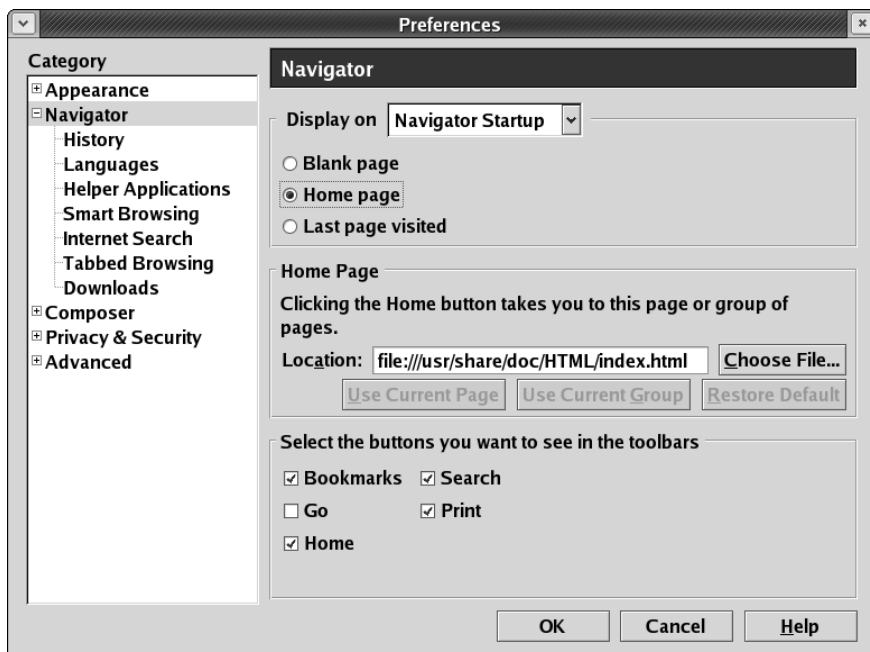 Preferences
Category
Appearance
Navigator
History
Languages
Helper Applications
Smart Browsing
Internet Search
Tabbed Browsing
Downloads
Composer
Privacy & Security
Advanced
Navigator
Display on Navigator Startup
Blank page
Home page
Last page visited
Home Page
Clicking the Home button takes you to this page or group of
pages.
Location: file:///usr/share/doc/HTML/index.html Choose File...
Use Current Page Use Current Group Restore Default
Select the buttons you want to see in the toolbars
Bookmarks Search
Go Print
Home
OK Cancel Help